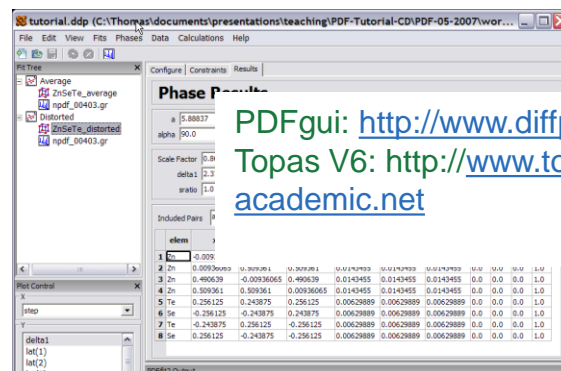 tutorial.ddp (C:\Thomas\documents\presentations\teaching\PDF-Tutorial-CD\PDF-05-2007\wor...
File Edit View Fits Phases Data Calculations Help
Fit Tree
Average
ZnSeTe_average
npdf_00403.gr
Distorted
ZnSeTe_distorted
npdf_00403.gr
Configure Constraints Results
Phase
a 5.88837
alpha 90.0
Scale Factor
delta1
sratio 1.0
Included Pairs
PDFgui: http://www.diffp
Topas V6: http://www.to
academic.net
elem
1 Zn
2 Zn 0.00936065 0.509361 0.509361 0.0143455 0.0143455 0.0143455 0.0 0.0 0.0 1.0
3 Zn 0.490639 -0.00936065 0.490639 0.0143455 0.0143455 0.0143455 0.0 0.0 0.0 1.0
4 Zn 0.509361 0.490639 0.00936065 0.0143455 0.0143455 0.0143455 0.0 0.0 0.0 1.0
5 Te 0.256125 0.243875 0.256125 0.00629889 0.00629889 0.00629889 0.0 0.0 0.0 1.0
6 Se -0.256125 -0.243875 0.256125 0.00629889 0.00629889 0.00629889 0.0 0.0 0.0 1.0
7 Te -0.243875 0.256125 -0.256125 0.00629889 0.00629889 0.00629889 0.0 0.0 0.0 1.0
8 Se 0.256125 -0.243875 -0.256125 0.00629889 0.00629889 0.00629889 0.0 0.0 0.0 1.0
Plot Control
X
step
Y
delta1
lat(1)
lat(2)